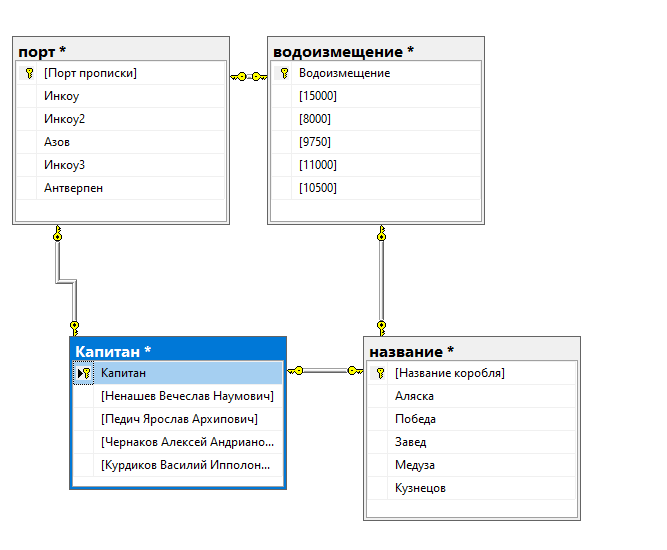 порт *
[Порт прописки]
Инкоу
Инкоу2
Азов
Инкоу3
Антверпен
водоизмещение *
Водоизмещение
[15000]
[8000]
[9750]
[11000]
[10500]
Капитан *
Капитан
[Ненашев Вечеслав Наумович]
[Педич Ярослав Архипович]
[Чернаков Алексей Андриано...
[Курдиков Василий Ипполон...
название *
[Название коробля]
Аляска
Победа
Завед
Медуза
Кузнецов